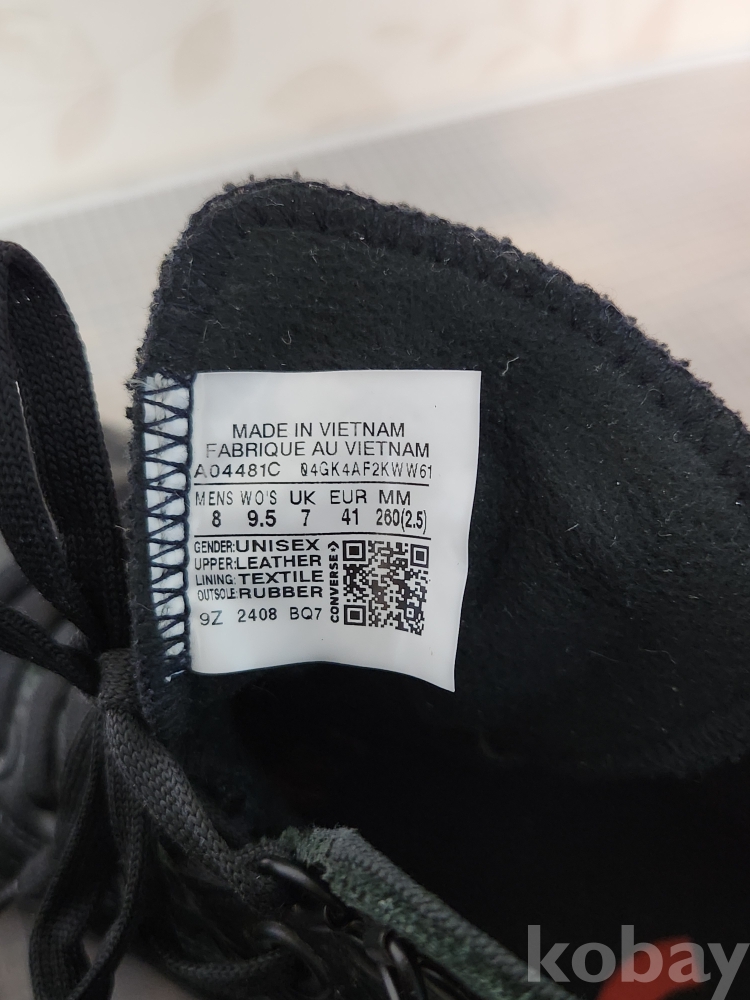 MADE IN VIETNAM
FABRIQUE AU VIETNAM
A04481C 04GK4AF2KWW61
MENS WO'S UK EUR MM
8 9.5 7 41 260(2.5)
GENDER:UNISEX
UPPER:LEATHER
LINING:TEXTILE
OUTSOLE:RUBBER
CONVERSE
9Z 2408 BQ7
kobay